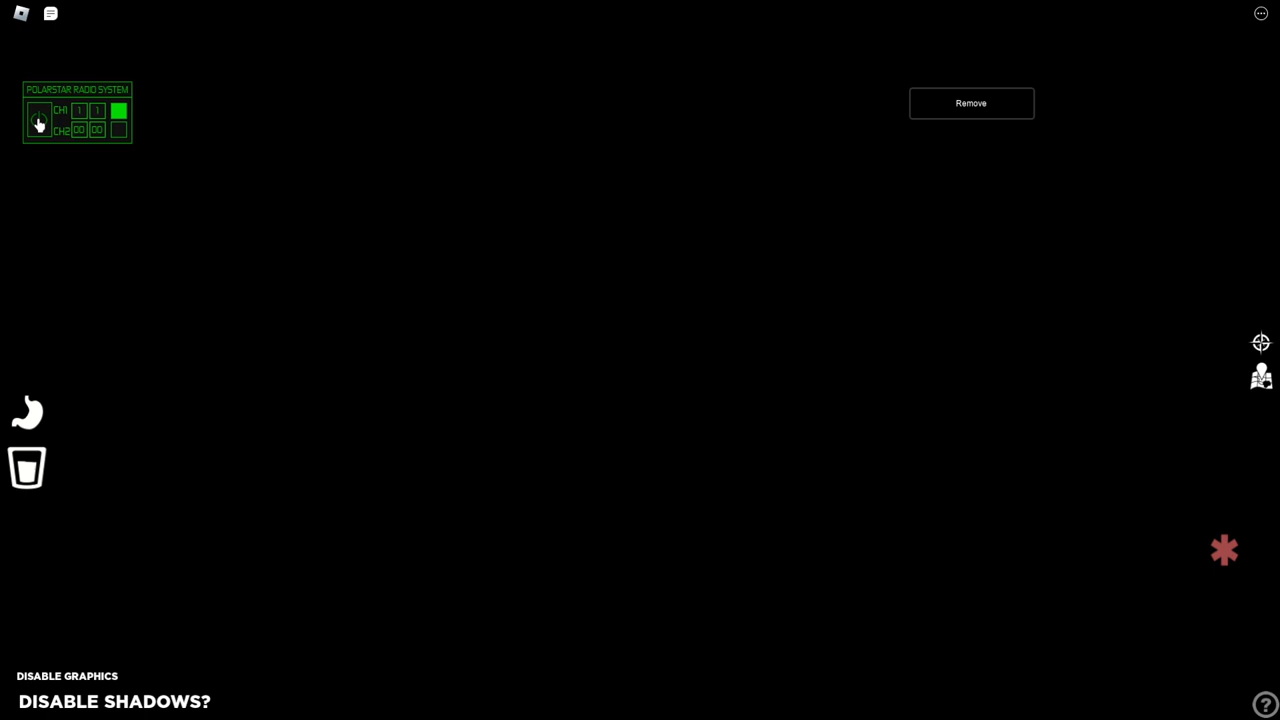 POLARSTAR RADIO SYSTEM
CH1 1 1
CH2 00 00
Remove
DISABLE GRAPHICS
DISABLE SHADOWS?
?